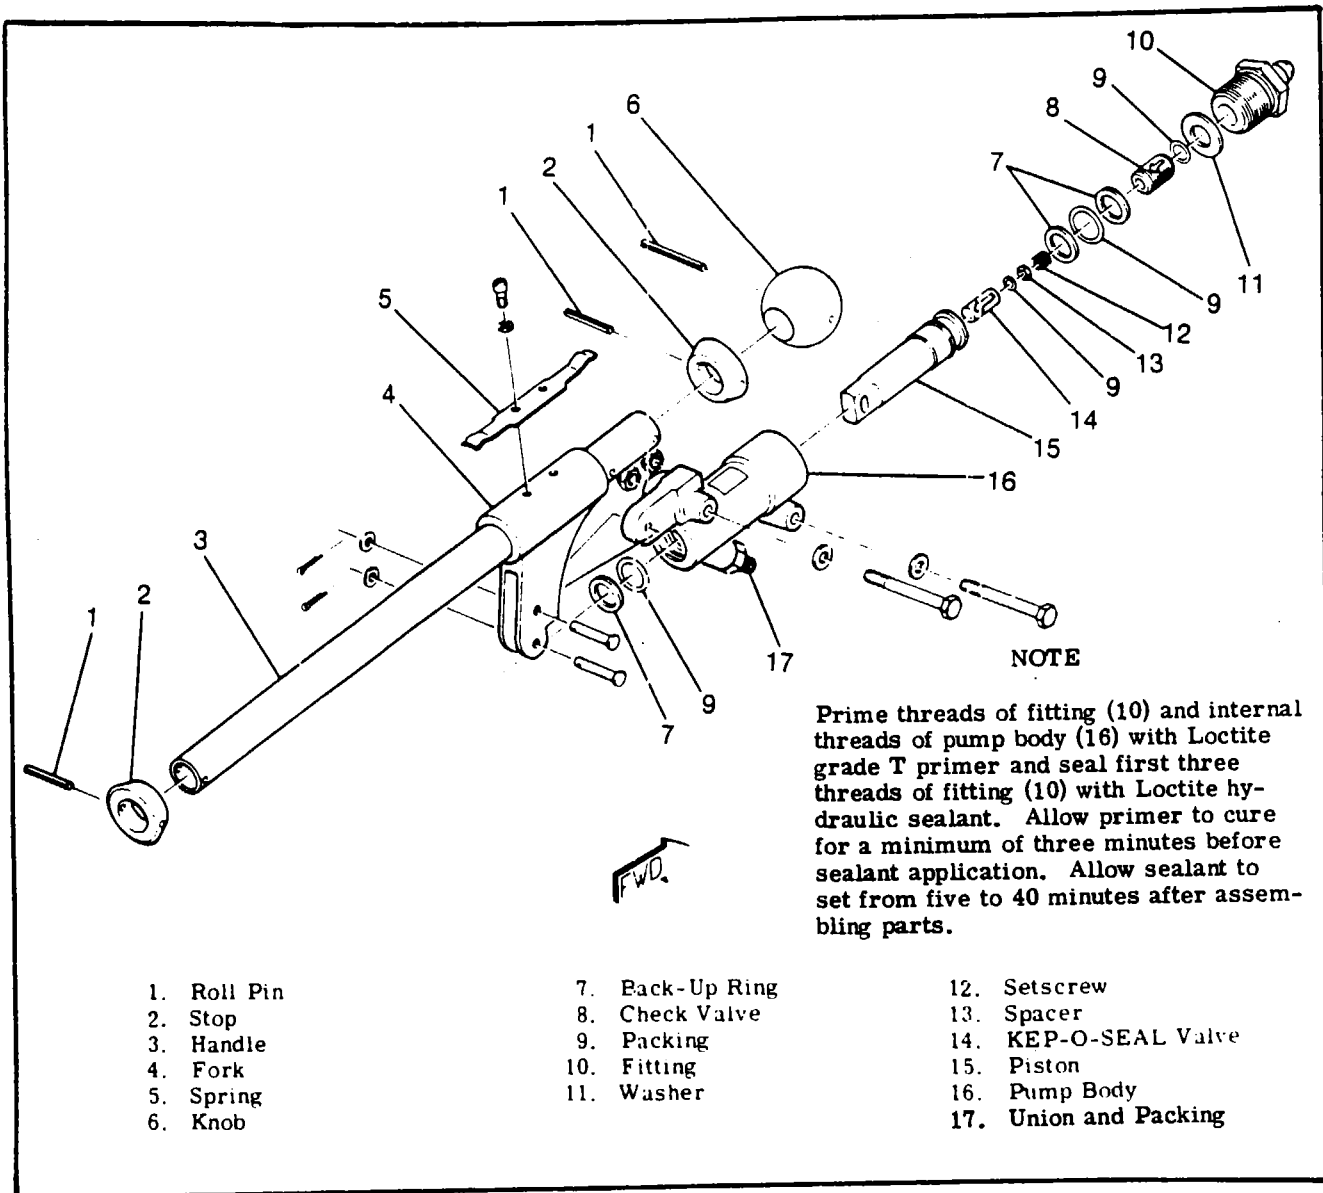 10
9
8
6
1
7
2
1
5
11
9
12
13
9
4
14
15
16
3
2
1
17
9
7
NOTE
Prime threads of fitting (10) and internal
threads of pump body (16) with Loctite
grade T primer and seal first three
threads of fitting (10) with Loctite hy-
draulic sealant. Allow primer to cure
for a minimum of three minutes before
sealant application. Allow sealant to
set from five to 40 minutes after assem-
bling parts.
FWD.
1. Roll Pin
2. Stop
3. Handle
4. Fork
5. Spring
6. Knob
7. Back-Up Ring
8. Check Valve
9. Packing
10. Fitting
11. Washer
12. Setscrew
13. Spacer
14. KEP-O-SEAL Valve
15. Piston
16. Pump Body
17. Union and Packing